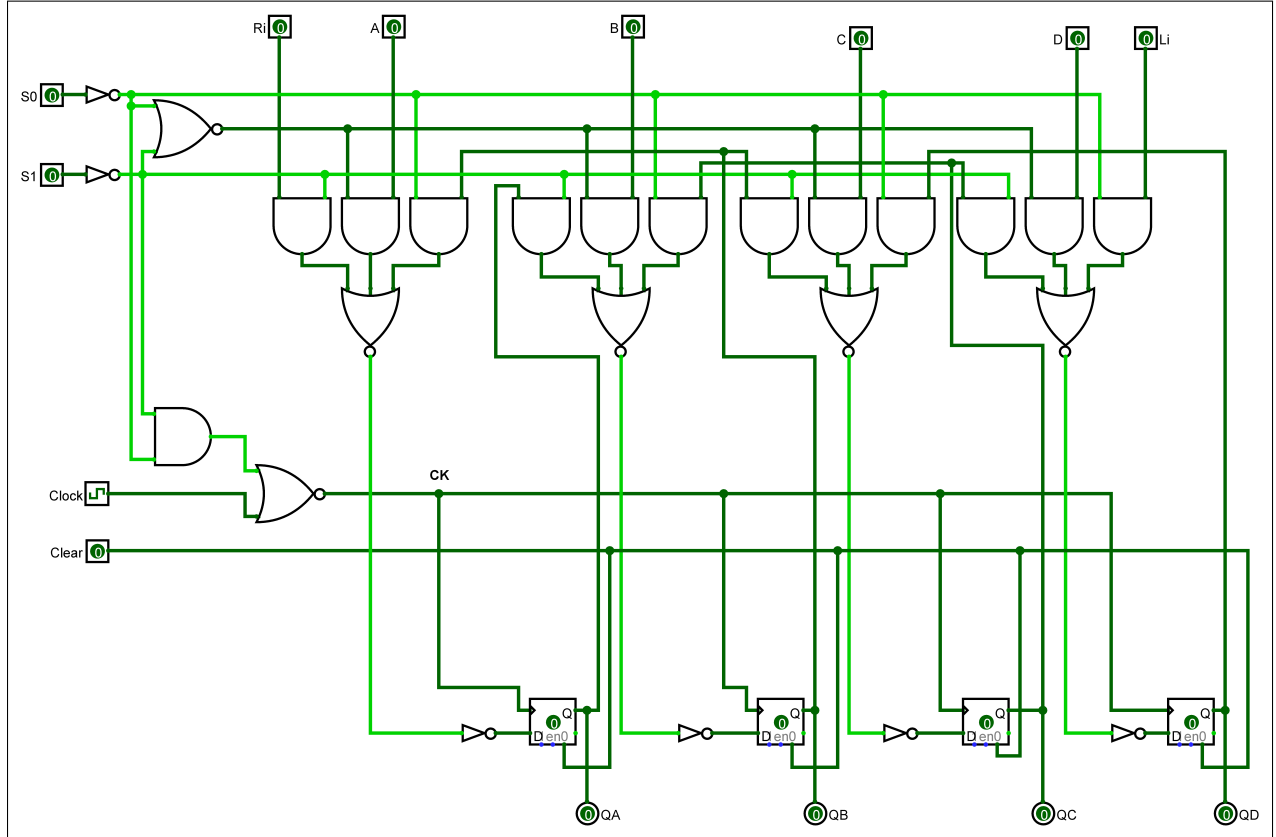 Ri 0
A 0
B 0
C 0
D 0
0 Li
S0 0
S1 0
CK
Clock
Clear 0
Q
0
D en0
Q
0
D en0
Q
0
D en0
Q
0
D en0
0 QA
0 QB
0 QC
0 QD